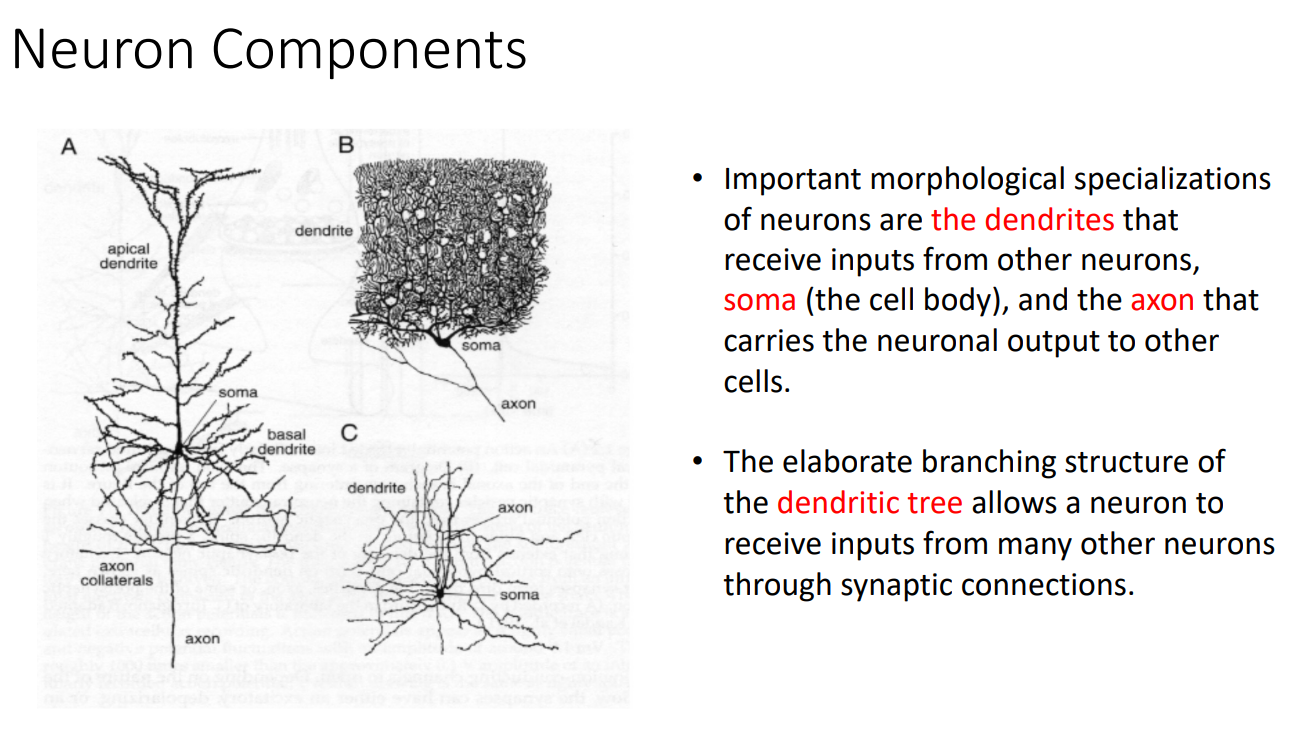 Neuron Components
A
apical
dendrite
soma
basal
dendrite
axon
collaterals
axon
B
dendrite
soma
axon
C
dendrite
axon
soma
• Important morphological specializations
of neurons are the dendrites that
receive inputs from other neurons,
soma (the cell body), and the axon that
carries the neuronal output to other
cells.
• The elaborate branching structure of
the dendritic tree allows a neuron to
receive inputs from many other neurons
through synaptic connections.